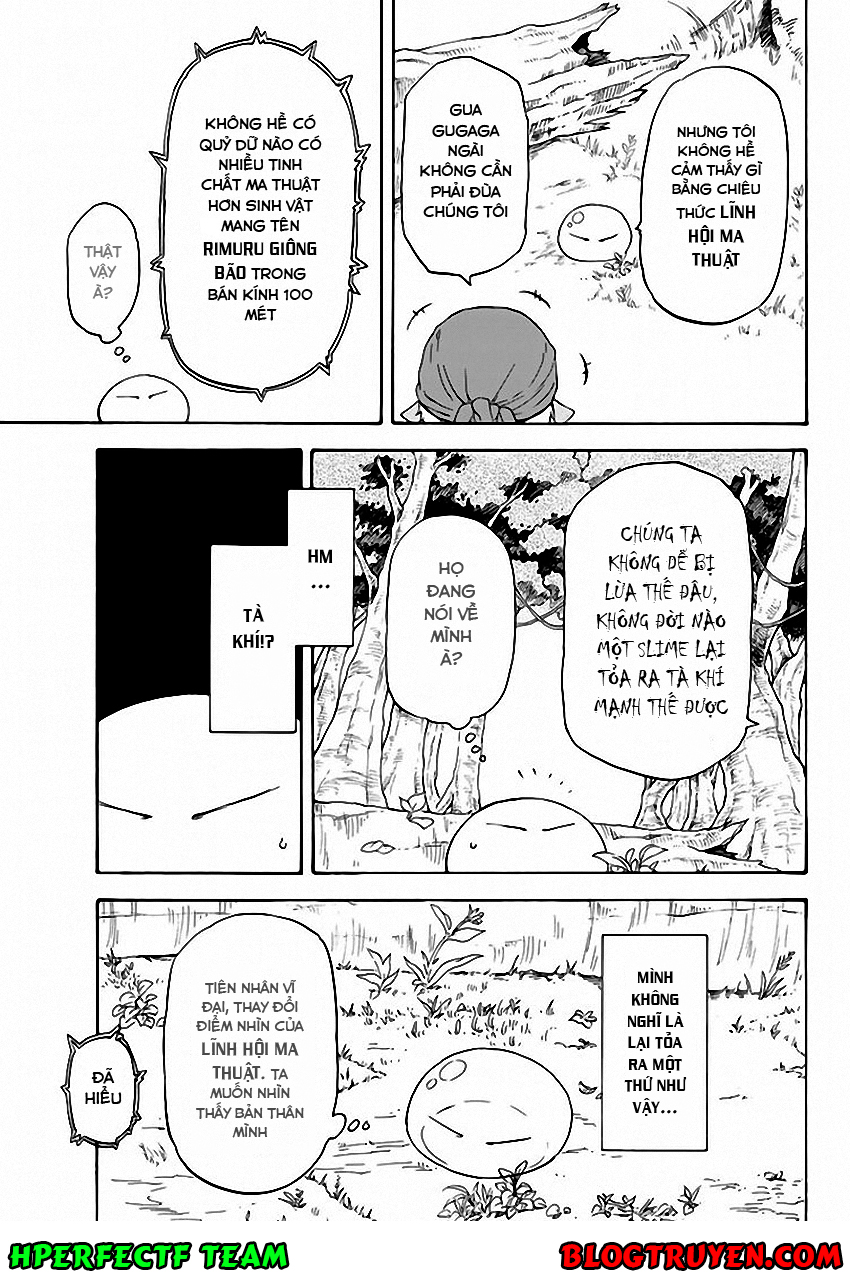 NHƯNG TÔI
KHÔNG HỀ
CẢM THẤY GÌ
BẰNG CHIÊU
THỨC LĨNH
HỘI MA
THUẬT
GUA
GUGAGA
NGÀI
KHÔNG CẦN
PHẢI ĐÙA
CHÚNG TÔI
KHÔNG HỀ CÓ
QUỶ DỮ NÀO CÓ
NHIỀU TINH
CHẤT MA THUẬT
HƠN SINH VẬT
MANG TÊN
RIMURU GIÔNG
BÃO TRONG
BÁN KÍNH 100
MÉT
THẬT
VẬY
À?
CHÚNG TA
KHÔNG DỄ BỊ
LỪA THẾ ĐÂU,
KHÔNG ĐỜI NÀO
MỘT SLIME LẠI
TỎA RA TÀ KHÍ
MẠNH THẾ ĐƯỢC
HỌ
ĐANG
NÓI VỀ
MÌNH
À?
HM
...
TÀ
KHÍ!?
MÌNH
KHÔNG
NGHĨ LÀ
LẠI TỎA
RA MỘT
THỨ NHƯ
VẬY...
TIỆN NHÂN VĨ
ĐẠI, THAY ĐỔI
ĐIỂM NHÌN CỦA
LĨNH HỘI MA
THUẬT. TA
MUỐN NHÌN
THẤY BẢN THÂN
MÌNH
ĐÃ
HIỂU
HPERFECTF TEAM
BLOGTRUYEN.COM